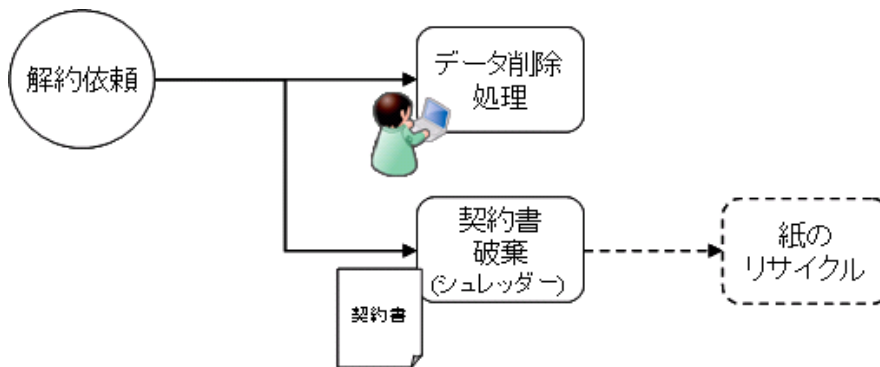 解約依頼
データ削除
処理
契約書
破棄
(シュレッダー)
紙の
リサイクル
契約書